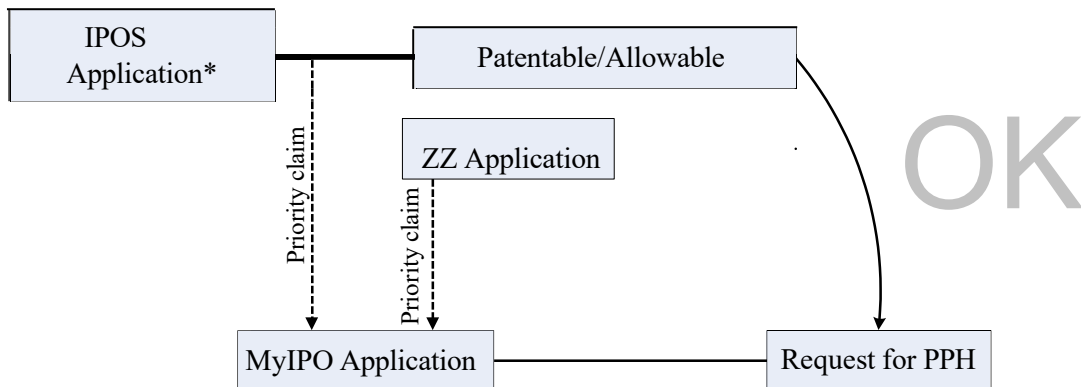 IPOS
Application*
Patentable/Allowable
OK
ZZ Application
Priority claim
Priority claim
MyIPO Application
Request for PPH